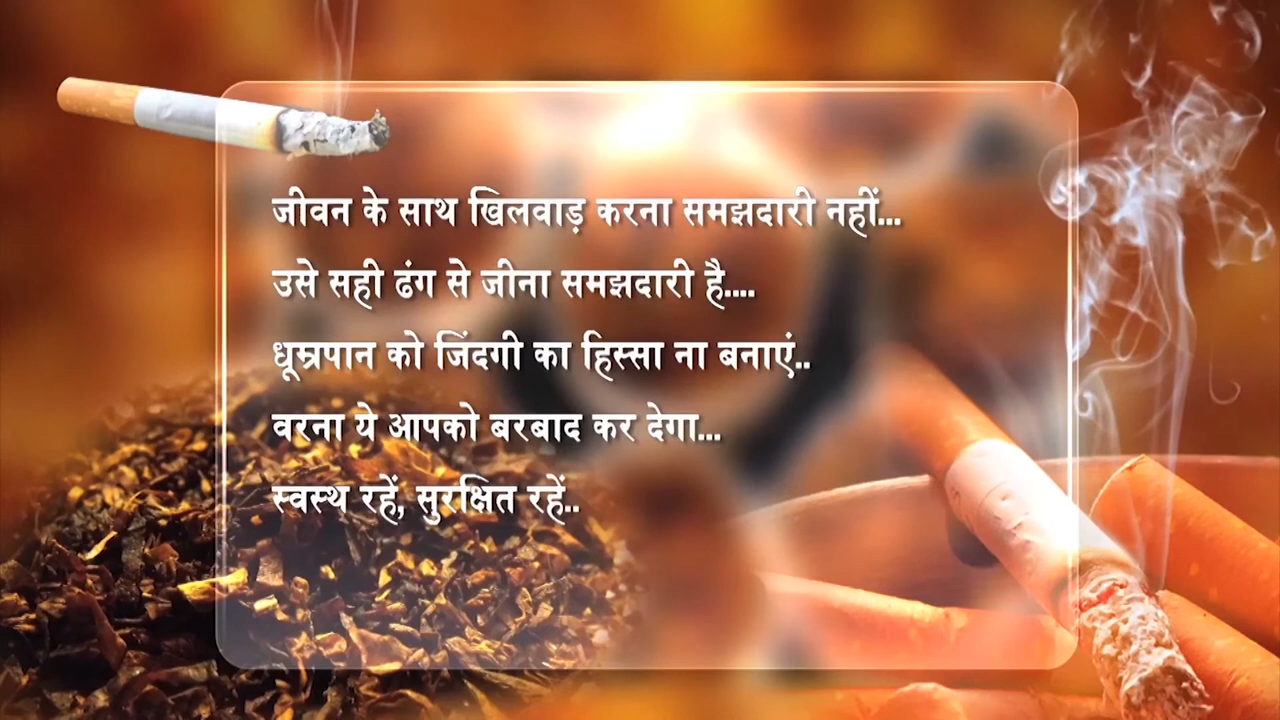 जीवन के साथ खिलवाड़ करना समझदारी नहीं...
उसे सही ढंग से जीना समझदारी है....
धूम्रपान को जिंदगी का हिस्सा ना बनाएं..
वरना ये आपको बरबाद कर देगा...
स्वस्थ रहें, सुरक्षित रहें..